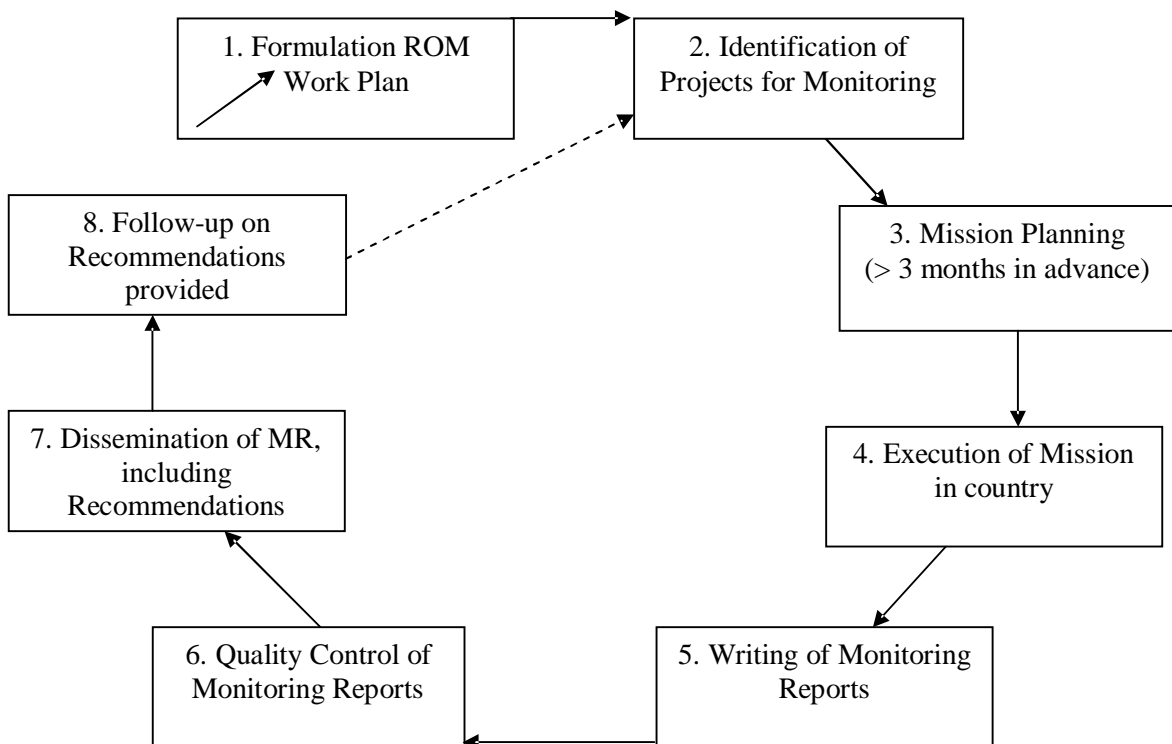 1. Formulation ROM
Work Plan
2. Identification of
Projects for Monitoring
3. Mission Planning
(> 3 months in advance)
4. Execution of Mission
in country
5. Writing of Monitoring
Reports
6. Quality Control of
Monitoring Reports
7. Dissemination of MR,
including
Recommendations
8. Follow-up on
Recommendations
provided